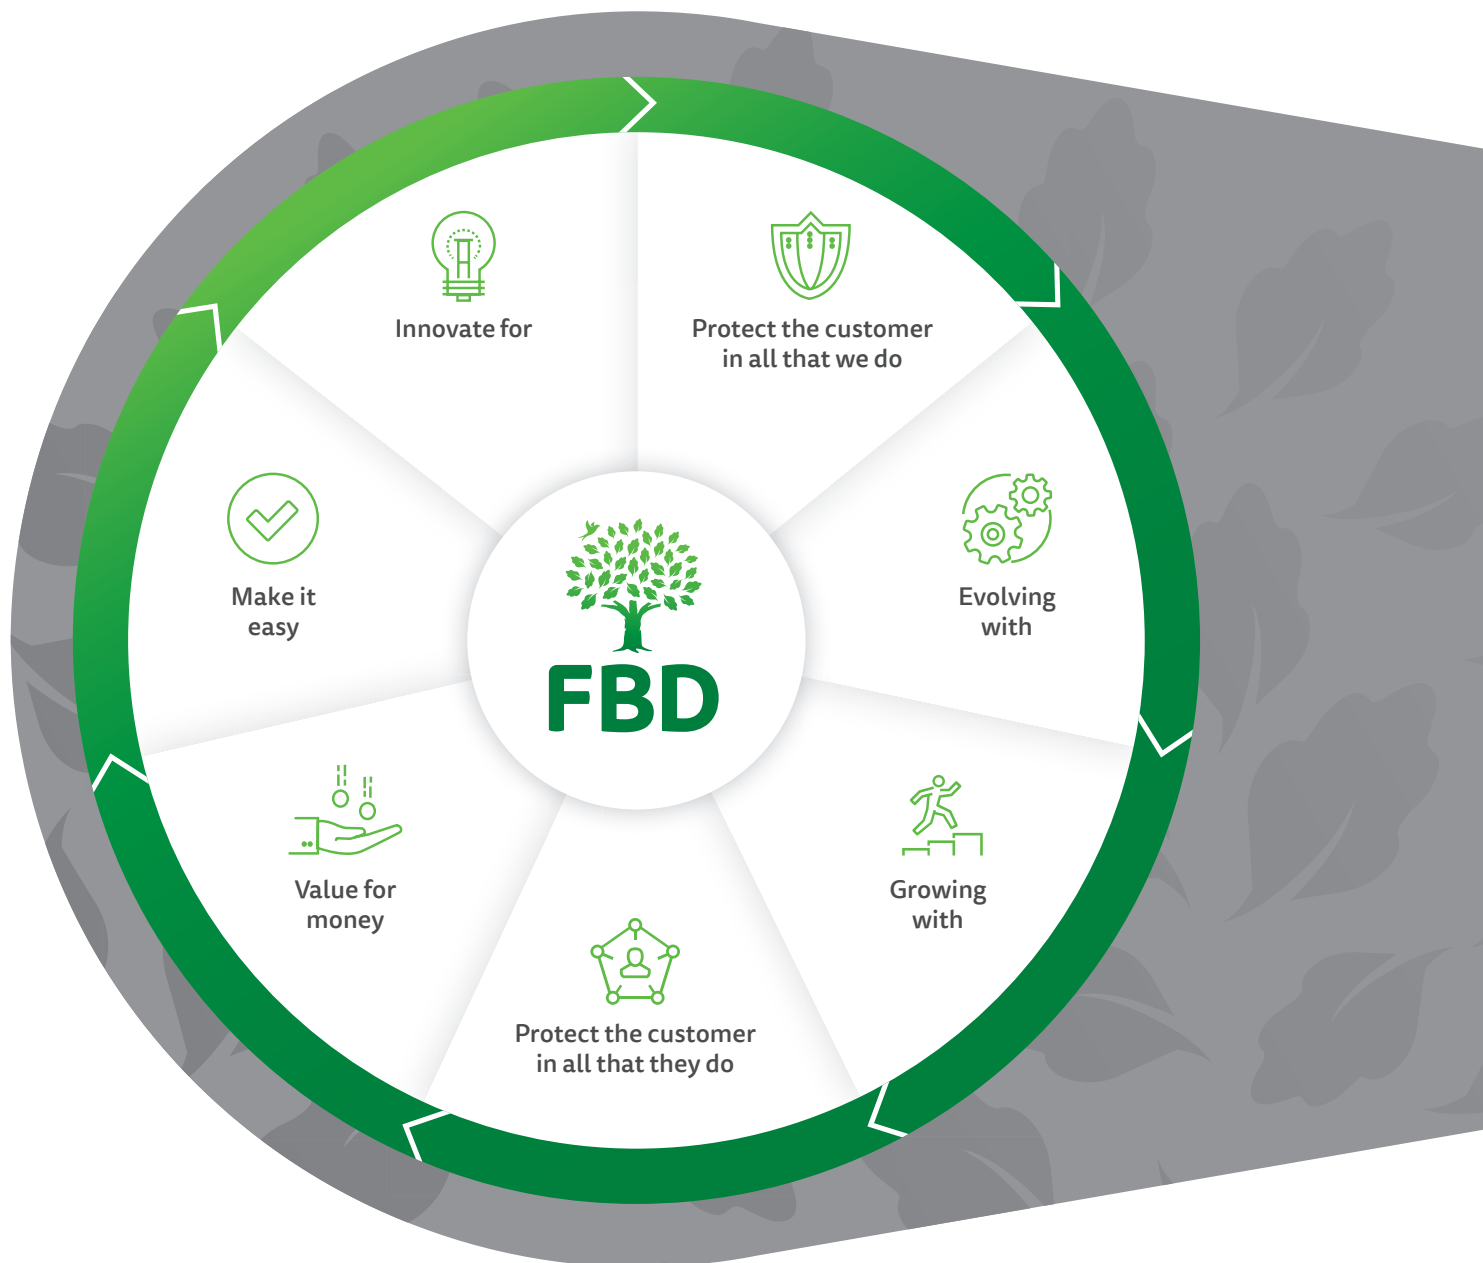 Innovate for
Protect the customer
in all that we do
Make it
easy
Evolving
with
FBD
Value for
money
Growing
with
Protect the customer
in all that they do